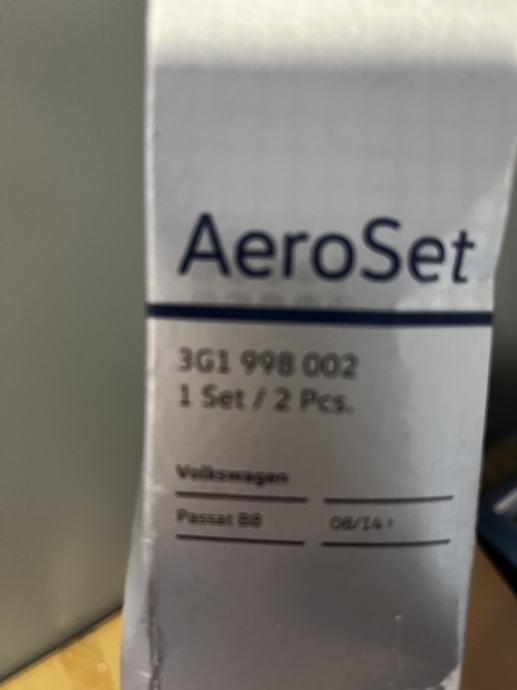 AeroSet
3G1 998 002
1 Set / 2 Pcs.
Volkswagen
Passat B8 08/14>